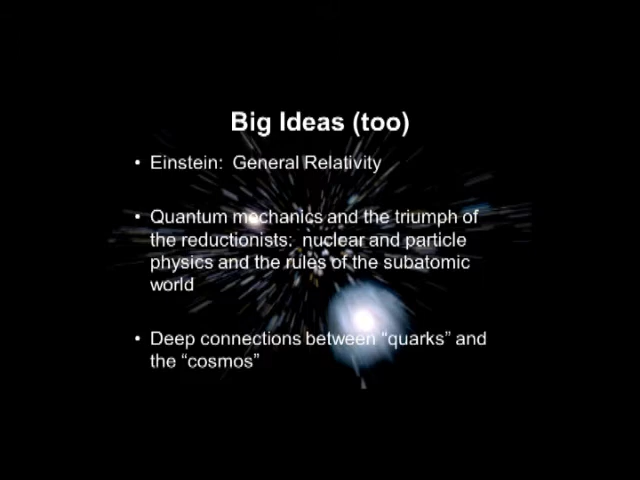 Big Ideas (too)
• Einstein: General Relativity
• Quantum mechanics and the triumph of
the reductionists: nuclear and particle
physics and the rules of the subatomic
world
• Deep connections between “quarks” and
the “cosmos”